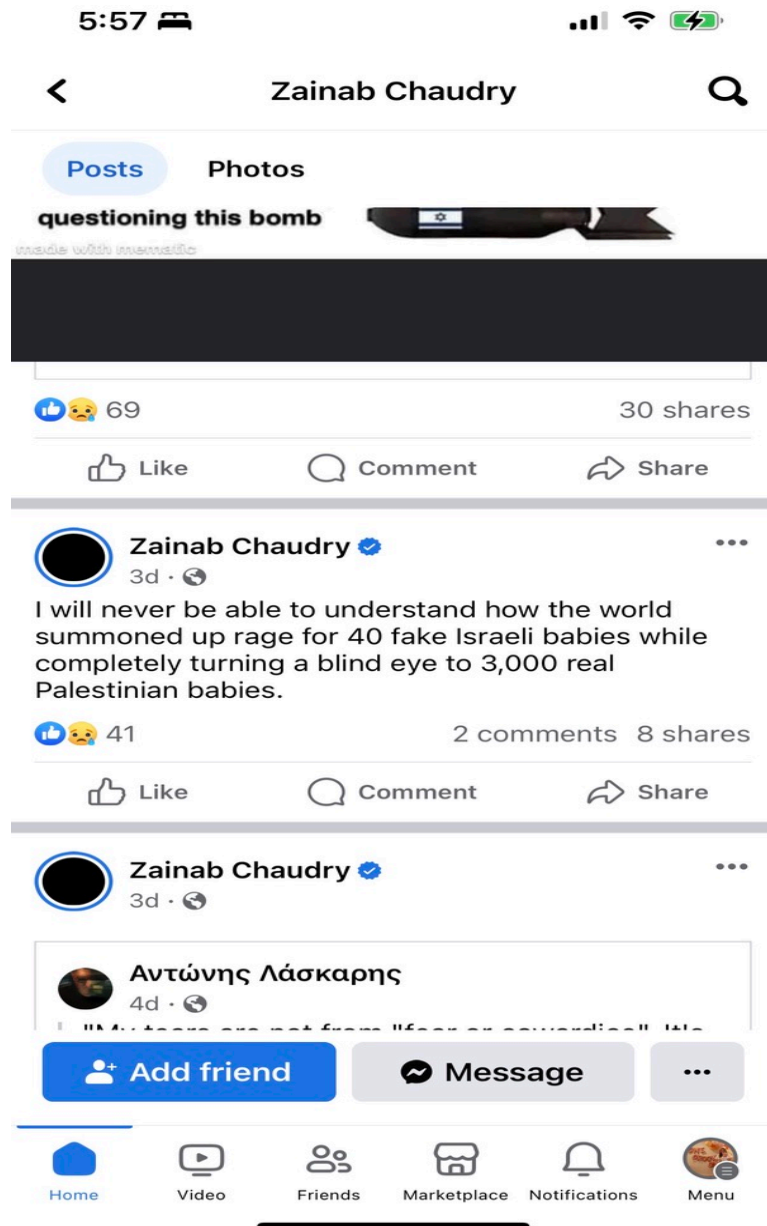 5:57
Zainab Chaudry
Posts Photos
questioning this bomb
made with mematic
69 30 shares
Like Comment Share
Zainab Chaudry
3d ·
I will never be able to understand how the world
summoned up rage for 40 fake Israeli babies while
completely turning a blind eye to 3,000 real
Palestinian babies.
41 2 comments 8 shares
Like Comment Share
Zainab Chaudry
3d ·
Αντώνης Λάσκαρης
4d ·
Add friend Message
Home Video Friends Marketplace Notifications Menu